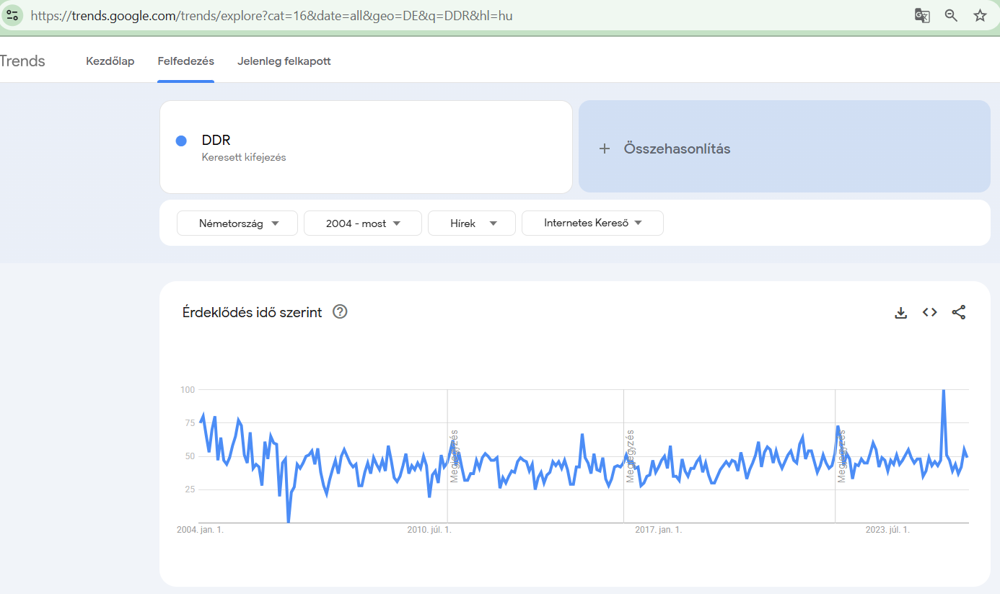 https://trends.google.com/trends/explore?cat=16&date=all&geo=DE&q=DDR&hl=hu
Trends
Kezdőlap
Felfedezés
Jelenleg felkapott
DDR
Keresett kifejezés
+ Összehasonlítás
Németország
2004 - most
Hírek
Internetes Kereső
Érdeklődés idő szerint
100
75
50
25
Megjegyzés
Megjegyzés
Megjegyzés
2004. jan. 1.
2010. júl. 1.
2017. jan. 1.
2023. júl. 1.